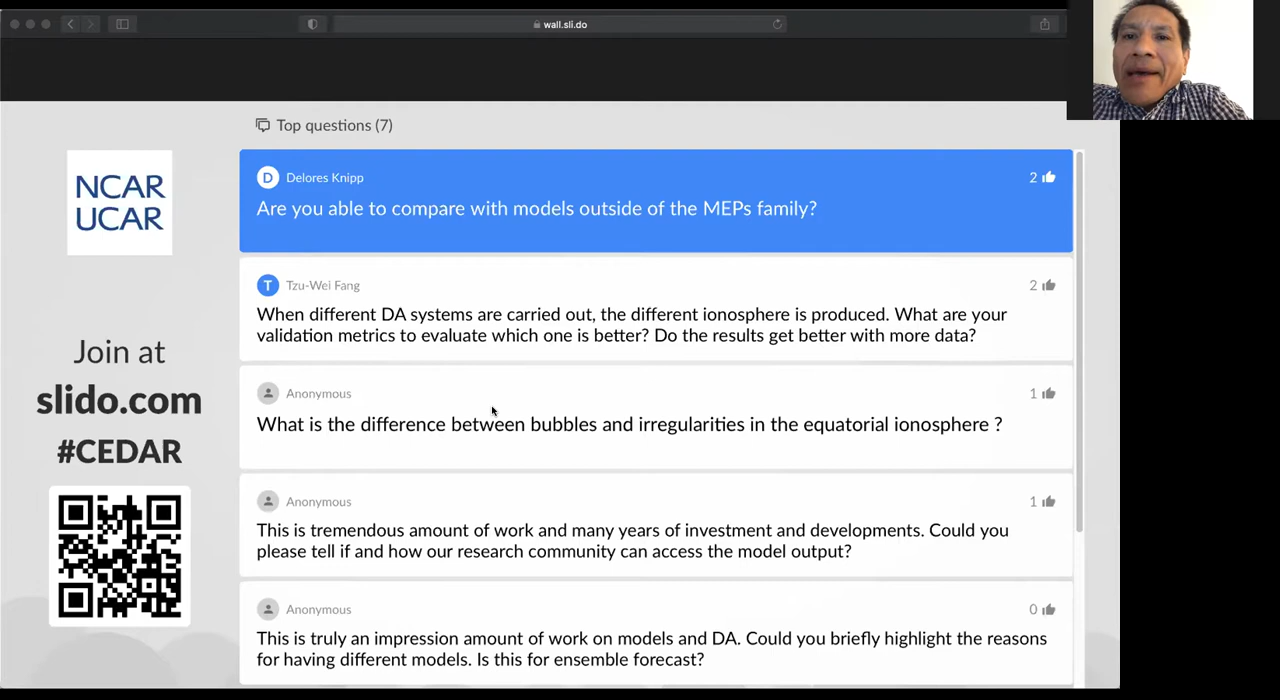 wall.sli.do
Top questions (7)
NCAR
UCAR
Join at
slido.com
#CEDAR
D Delores Knipp 2
Are you able to compare with models outside of the MEPs family?
T Tzu-Wei Fang 2
When different DA systems are carried out, the different ionosphere is produced. What are your
validation metrics to evaluate which one is better? Do the results get better with more data?
Anonymous 1
What is the difference between bubbles and irregularities in the equatorial ionosphere ?
Anonymous 1
This is tremendous amount of work and many years of investment and developments. Could you
please tell if and how our research community can access the model output?
Anonymous 0
This is truly an impression amount of work on models and DA. Could you briefly highlight the reasons
for having different models. Is this for ensemble forecast?